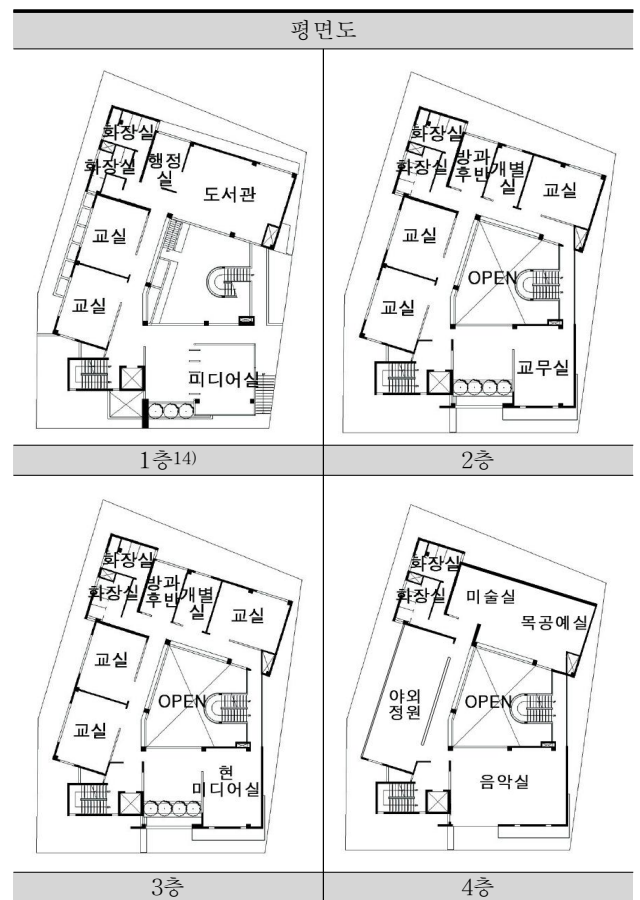 평면도
화장실
화장실
행정
실
도서관
교실
교실
미디어실
화장실
화장실
방과
후반
개별
실
교실
교실
OPEN
교실
교무실
1층14)
2층
화장실
화장실
방과
후반
개별
실
교실
교실
OPEN
교실
현
미디어실
화장실
화장실
미술실
목공예실
야외
정원
OPEN
음악실
3층
4층